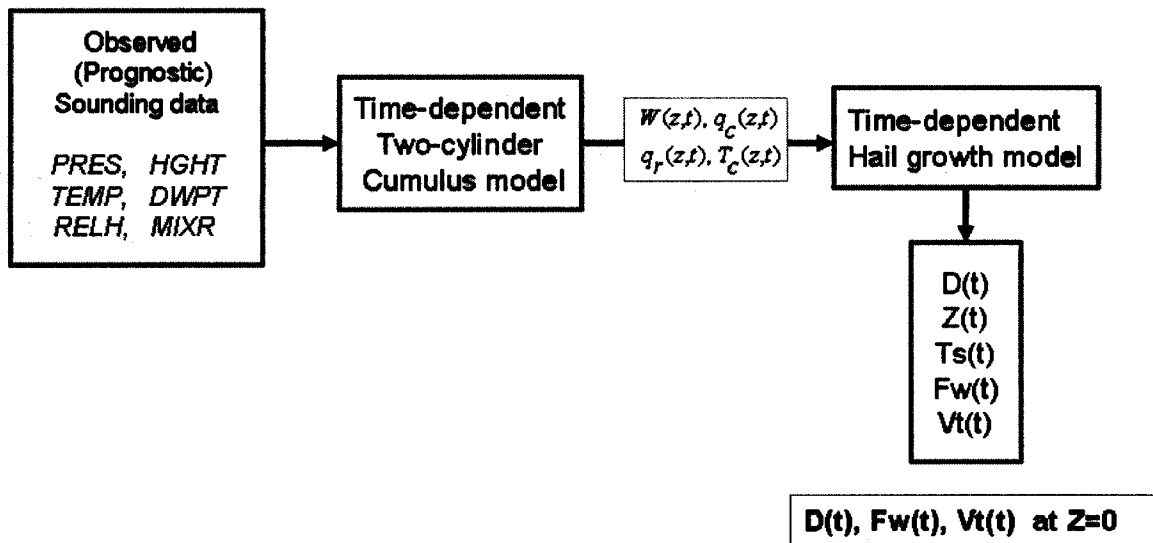 Observed
(Prognostic)
Sounding data
PRES, HGHT
TEMP, DWPT
RELH, MIXR
Time-dependent
Two-cylinder
Cumulus model
W(z,t), q_c(z,t)
q_r(z,t), T_c(z,t)
Time-dependent
Hail growth model
D(t)
Z(t)
Ts(t)
Fw(t)
Vt(t)
D(t), Fw(t), Vt(t) at Z=0